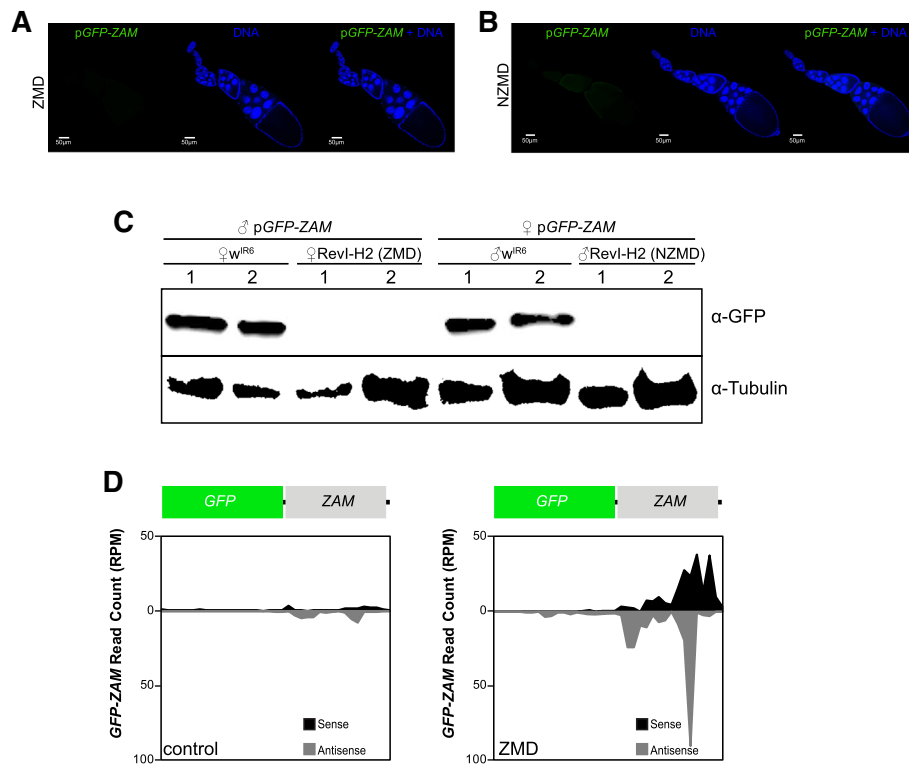 A
pGFP-ZAM
DNA
pGFP-ZAM + DNA
ZMD
50µm
50µm
50µm
B
pGFP-ZAM
DNA
pGFP-ZAM + DNA
NZMD
50µm
50µm
50µm
C
♂ pGFP-ZAM
♀ pGFP-ZAM
♀wIR6
♀RevI-H2 (ZMD)
♂wIR6
♂RevI-H2 (NZMD)
1 2 1 2 1 2 1 2
α-GFP
α-Tubulin
D
GFP
ZAM
GFP-ZAM Read Count (RPM)
50
0
50
100
Sense
Antisense
control
GFP
ZAM
GFP-ZAM Read Count (RPM)
50
0
50
100
Sense
Antisense
ZMD